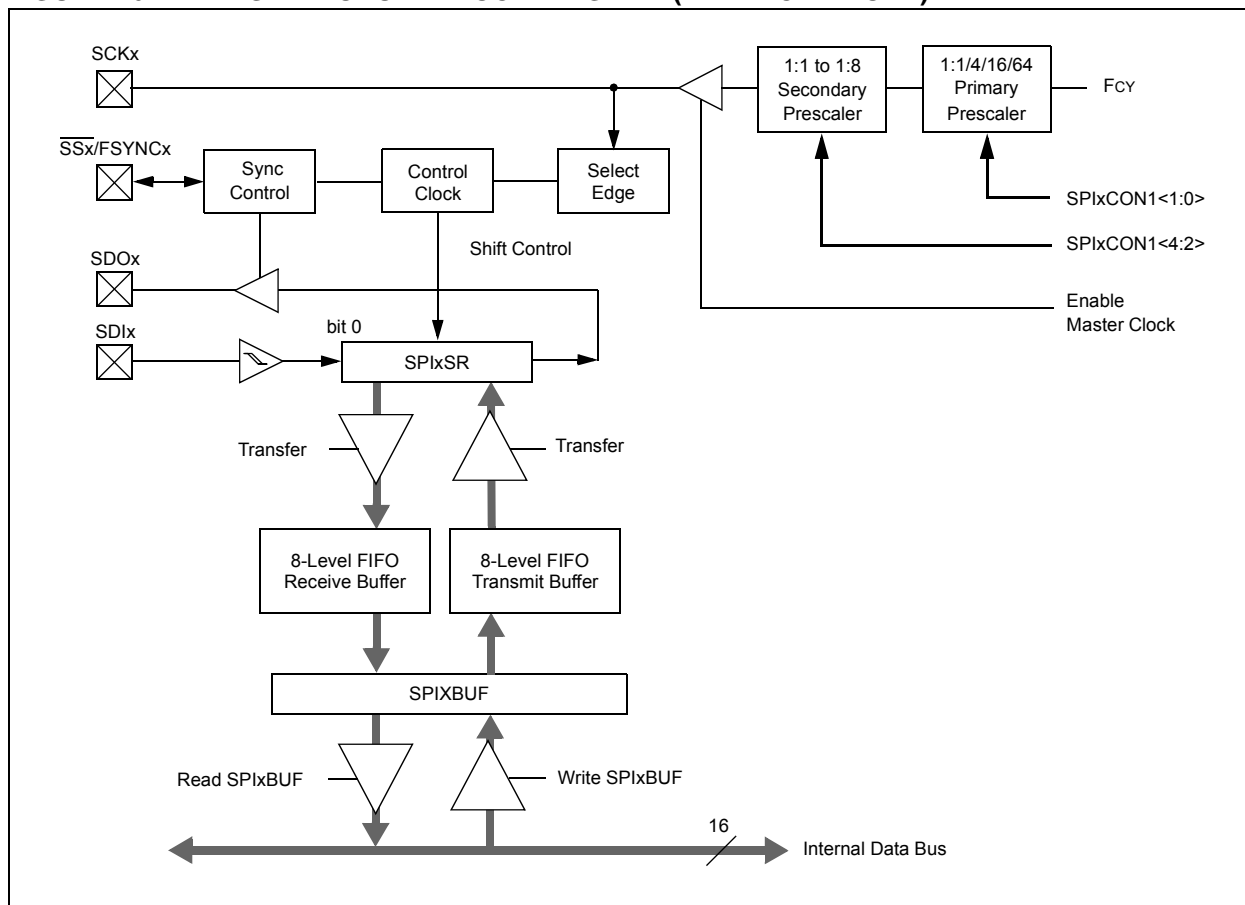 SCKx
1:1 to 1:8
Secondary
Prescaler
1:1/4/16/64
Primary
Prescaler
FCY
SSx/FSYNCx
Sync
Control
Control
Clock
Select
Edge
SPIxCON1<1:0>
Shift Control
SPIxCON1<4:2>
SDOx
Enable
Master Clock
SDIx
bit 0
SPIxSR
Transfer
Transfer
8-Level FIFO
Receive Buffer
8-Level FIFO
Transmit Buffer
SPIXBUF
Read SPIxBUF
Write SPIxBUF
16
Internal Data Bus